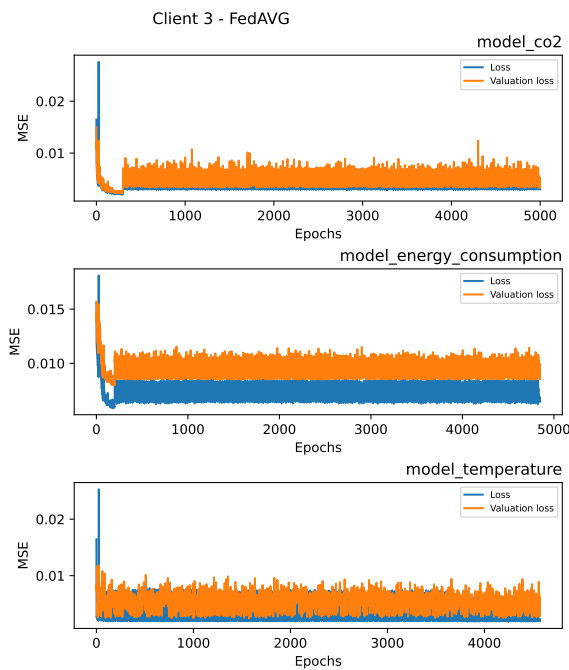 Client 3 - FedAVG
model_co2
Loss
Valuation loss
0.02
0.01
MSE
0 1000 2000 3000 4000 5000
Epochs
model_energy_consumption
Loss
Valuation loss
0.015
0.010
MSE
0 1000 2000 3000 4000 5000
Epochs
model_temperature
Loss
Valuation loss
0.02
0.01
MSE
0 1000 2000 3000 4000
Epochs